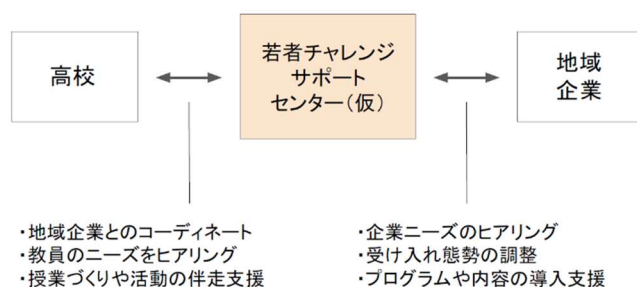 高校
若者チャレンジ
サポート
センター(仮)
地域
企業
・地域企業とのコーディネート
・教員のニーズをヒアリング
・授業づくりや活動の伴走支援
・企業ニーズのヒアリング
・受け入れ態勢の調整
・プログラムや内容の導入支援